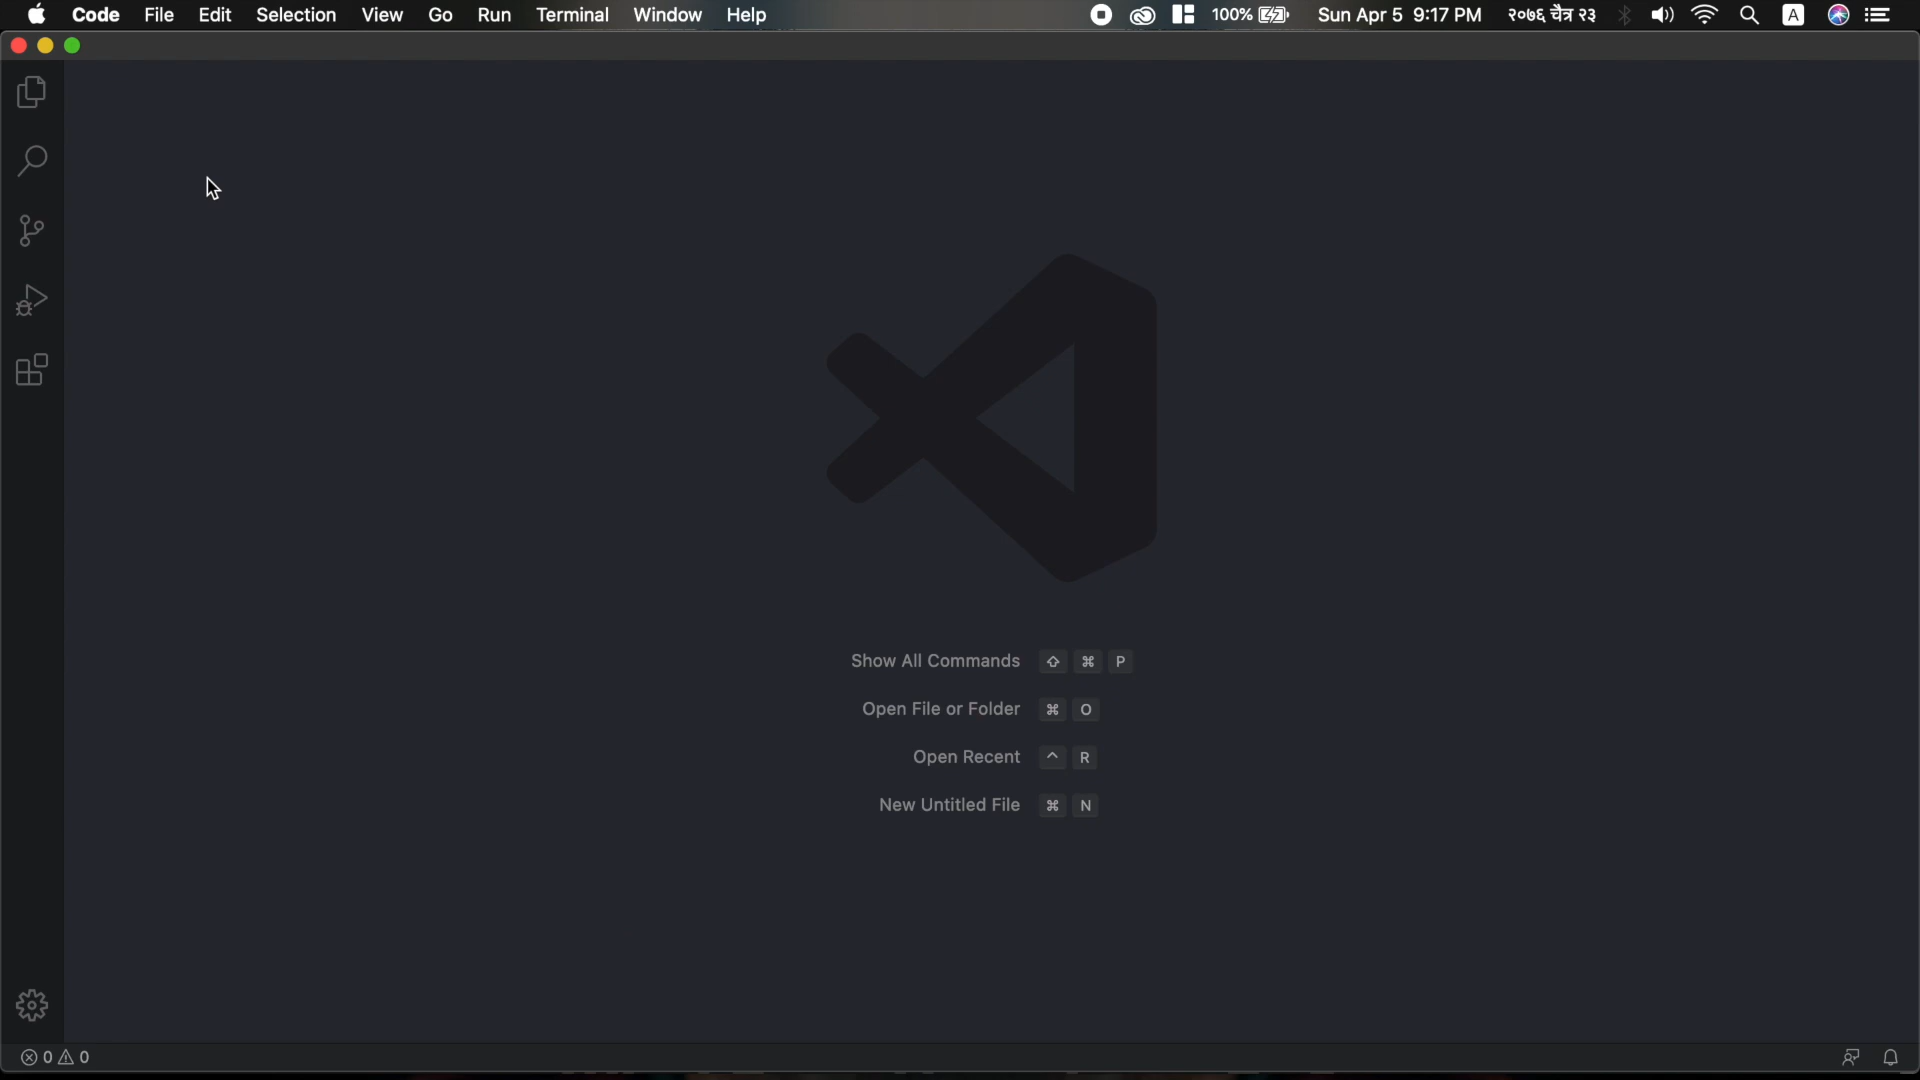 Code File Edit Selection View Go Run Terminal Window Help 100% Sun Apr 5 9:17 PM २०७६ चैत्र २३ A
Show All Commands ⇧ ⌘ P
Open File or Folder ⌘ O
Open Recent ^ R
New Untitled File ⌘ N
0 0